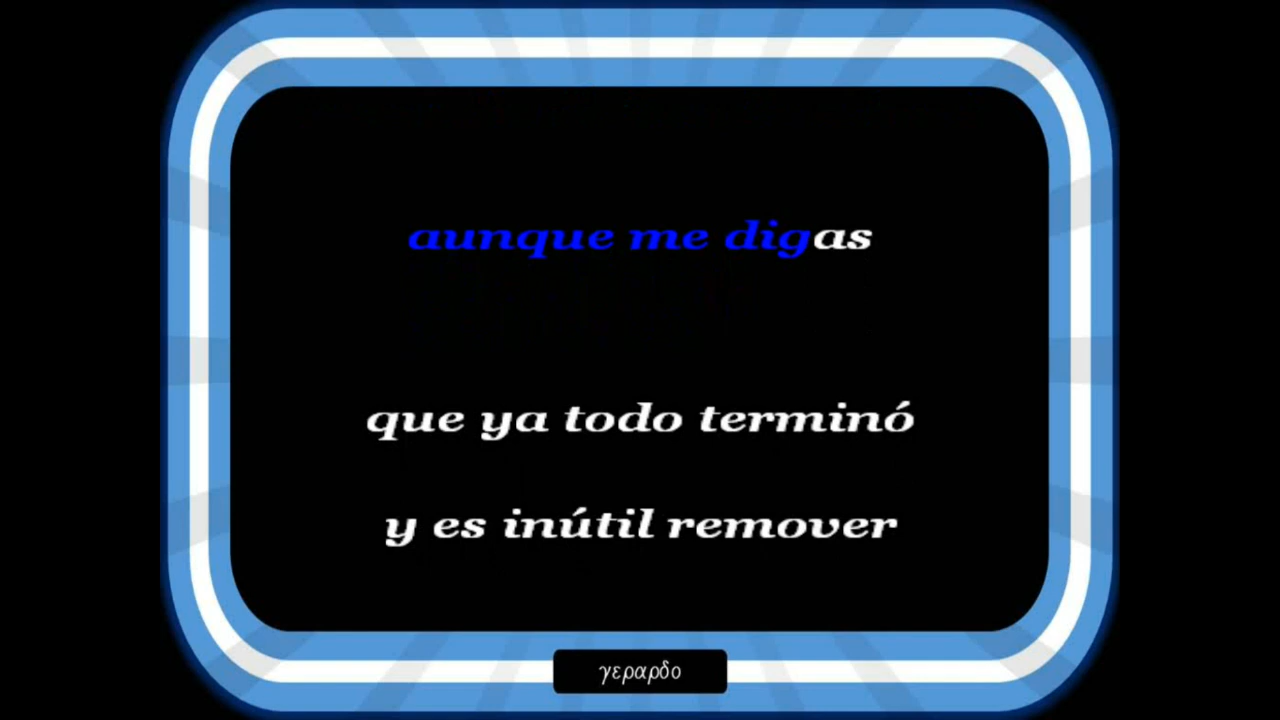 aunque me digas
que ya todo terminó
y es inútil remover
γεραρδο